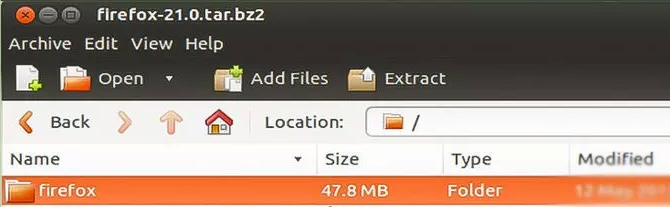 firefox-21.0.tar.bz2
Archive Edit View Help
Open Add Files Extract
Back Location: /
Name Size Type Modified
firefox 47.8 MB Folder